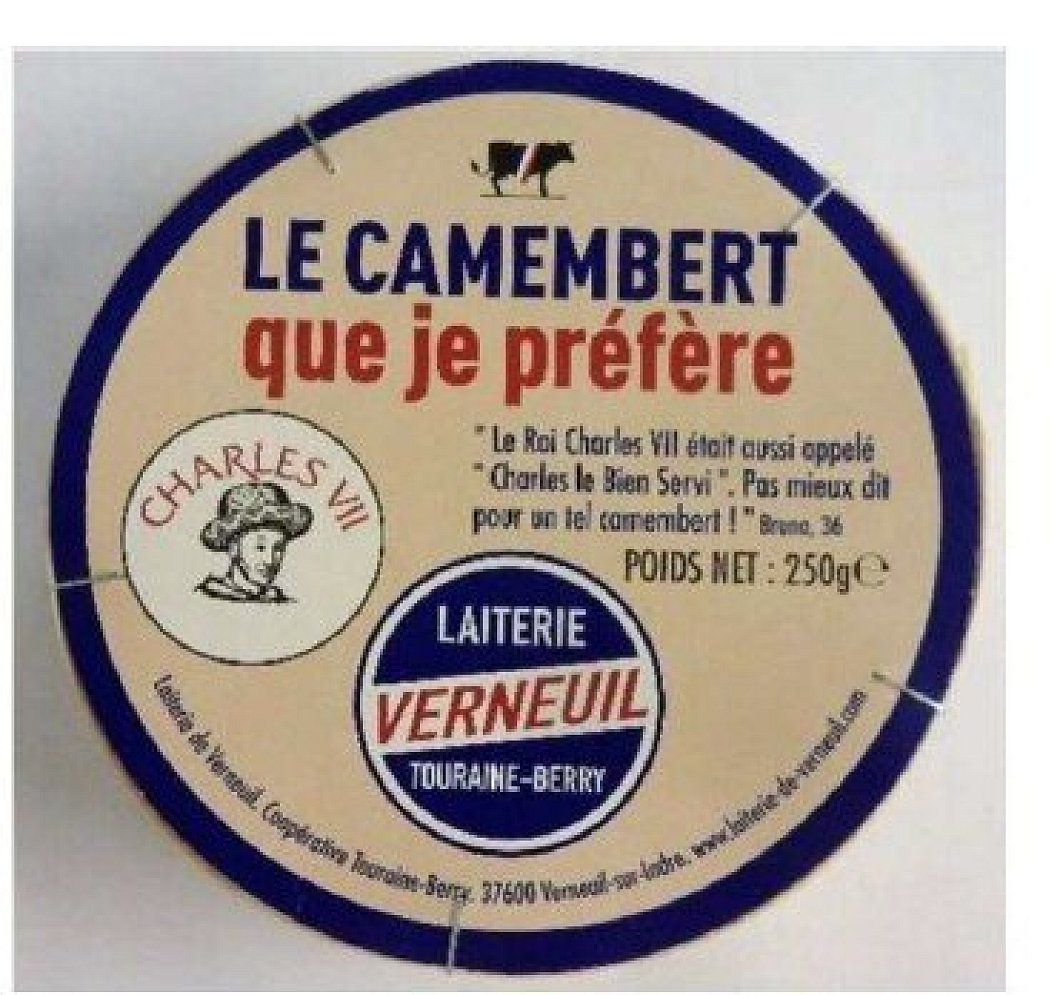 LE CAMEMBERT
que je préfère
CHARLES VII
" Le Roi Charles VII était aussi appelé
" Charles le Bien Servi ". Pas mieux dit
pour un tel camembert ! " Bruno, 36
POIDS NET : 250g℮
LAITERIE
VERNEUIL
TOURAINE-BERRY
Laiterie de Verneuil. Coopérative Touraine-Berry. 37600 Verneuil-sur-Indre. www.laiterie-de-verneuil.com